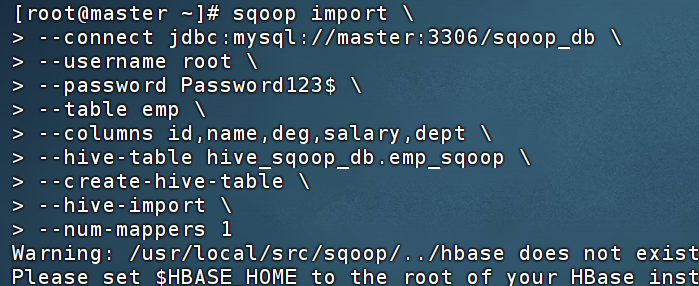 [root@master ~]# sqoop import \
> --connect jdbc:mysql://master:3306/sqoop_db \
> --username root \
> --password Password123$ \
> --table emp \
> --columns id,name,deg,salary,dept \
> --hive-table hive_sqoop_db.emp_sqoop \
> --create-hive-table \
> --hive-import \
> --num-mappers 1
Warning: /usr/local/src/sqoop/../hbase does not exist
Please set $HBASE_HOME to the root of your HBase inst